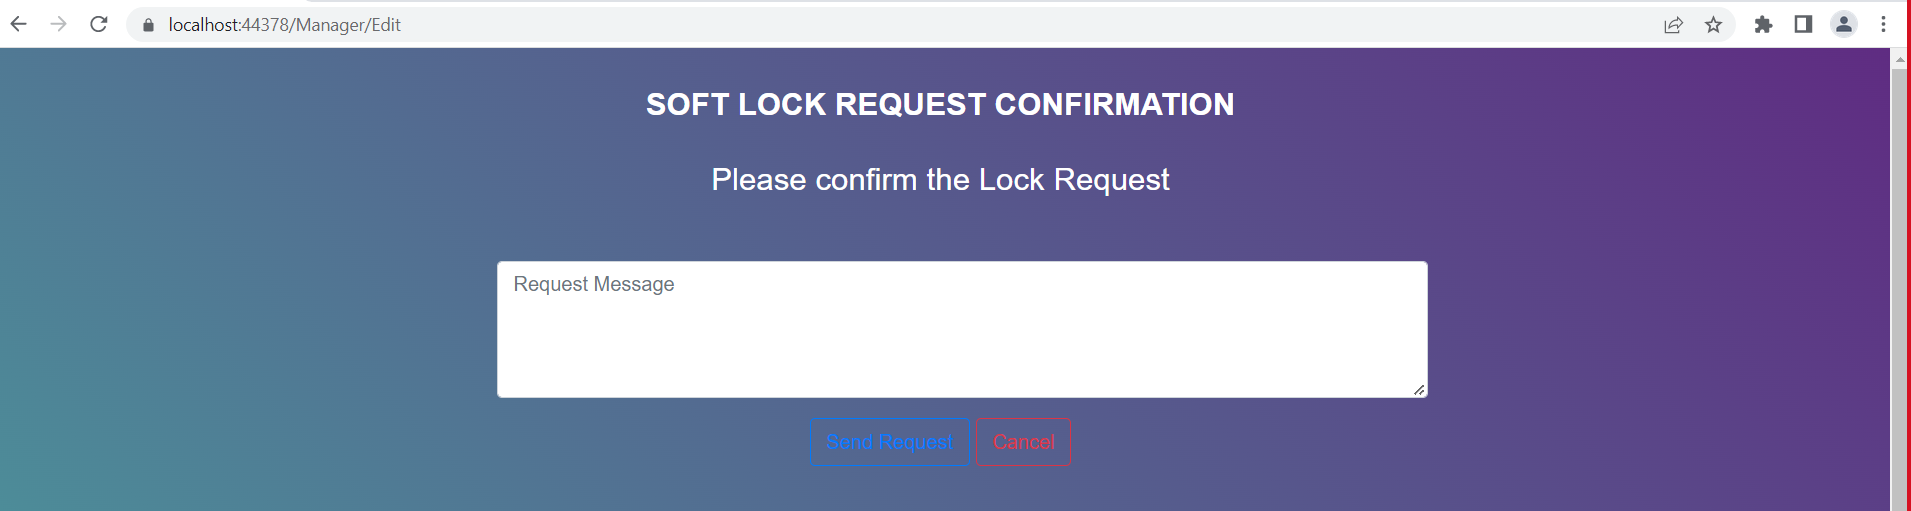 localhost:44378/Manager/Edit
SOFT LOCK REQUEST CONFIRMATION
Please confirm the Lock Request
Request Message
Send Request Cancel